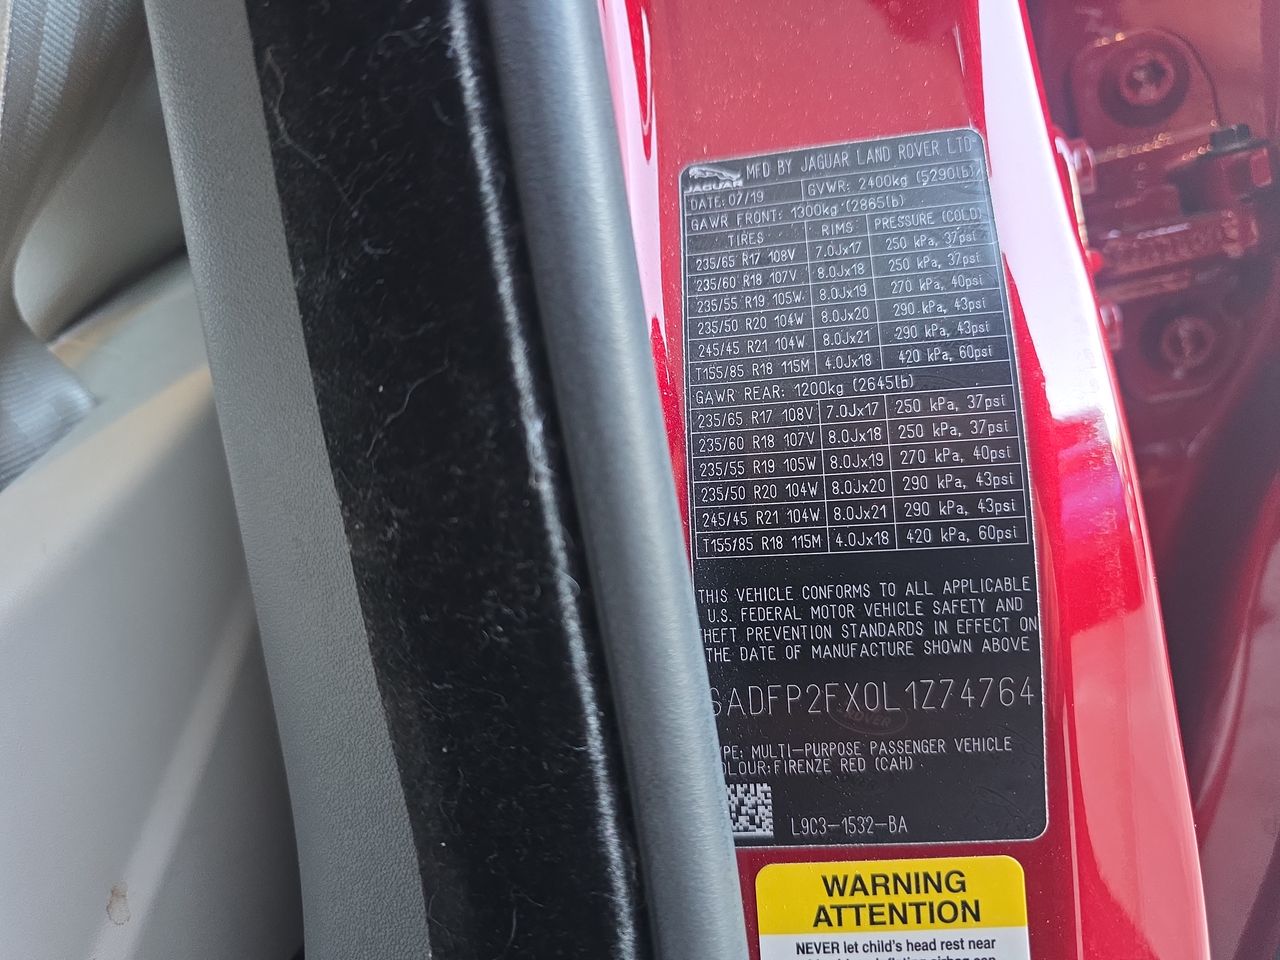 JAGUAR MFD BY JAGUAR LAND ROVER LTD
DATE: 07/19 GVWR: 2400kg (5290lb)
GAWR FRONT: 1300kg (2865lb)
TIRES RIMS PRESSURE (COLD)
235/65 R17 108V 7.0Jx17 250 kPa, 37psi
235/60 R18 107V 8.0Jx18 250 kPa, 37psi
235/55 R19 105W 8.0Jx19 270 kPa, 40psi
235/50 R20 104W 8.0Jx20 290 kPa, 43psi
245/45 R21 104W 8.0Jx21 290 kPa, 43psi
T155/85 R18 115M 4.0Jx18 420 kPa, 60psi
GAWR REAR: 1200kg (2645lb)
235/65 R17 108V 7.0Jx17 250 kPa, 37psi
235/60 R18 107V 8.0Jx18 250 kPa, 37psi
235/55 R19 105W 8.0Jx19 270 kPa, 40psi
235/50 R20 104W 8.0Jx20 290 kPa, 43psi
245/45 R21 104W 8.0Jx21 290 kPa, 43psi
T155/85 R18 115M 4.0Jx18 420 kPa, 60psi
THIS VEHICLE CONFORMS TO ALL APPLICABLE
U.S. FEDERAL MOTOR VEHICLE SAFETY AND
THEFT PREVENTION STANDARDS IN EFFECT ON
THE DATE OF MANUFACTURE SHOWN ABOVE
SADFP2FX0L1Z74764
ROVER
YPE: MULTI-PURPOSE PASSENGER VEHICLE
OLOUR:FIRENZE RED (CAH)
L9C3-1532-BA
WARNING
ATTENTION
NEVER let child's head rest near